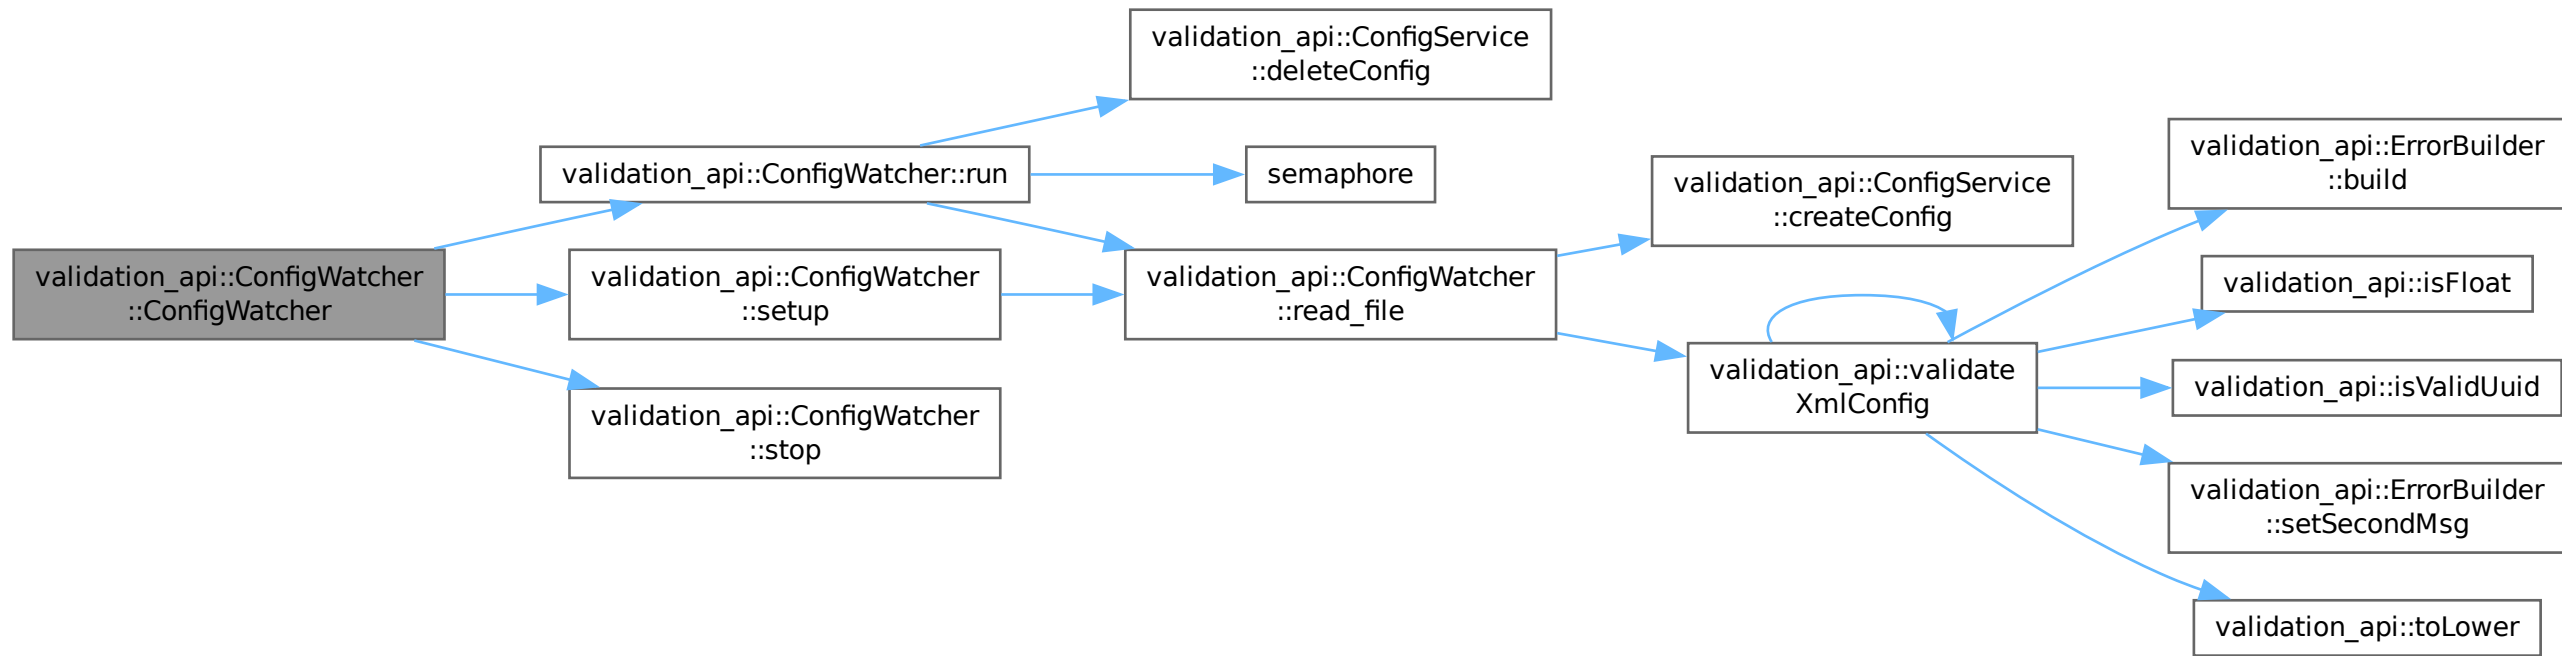 validation_api::ConfigWatcher
::ConfigWatcher
validation_api::ConfigWatcher::run
validation_api::ConfigService
::deleteConfig
semaphore
validation_api::ConfigWatcher
::read_file
validation_api::ConfigService
::createConfig
validation_api::validate
XmlConfig
validation_api::ErrorBuilder
::build
validation_api::isFloat
validation_api::isValidUuid
validation_api::ErrorBuilder
::setSecondMsg
validation_api::toLower
validation_api::ConfigWatcher
::setup
validation_api::ConfigWatcher
::stop